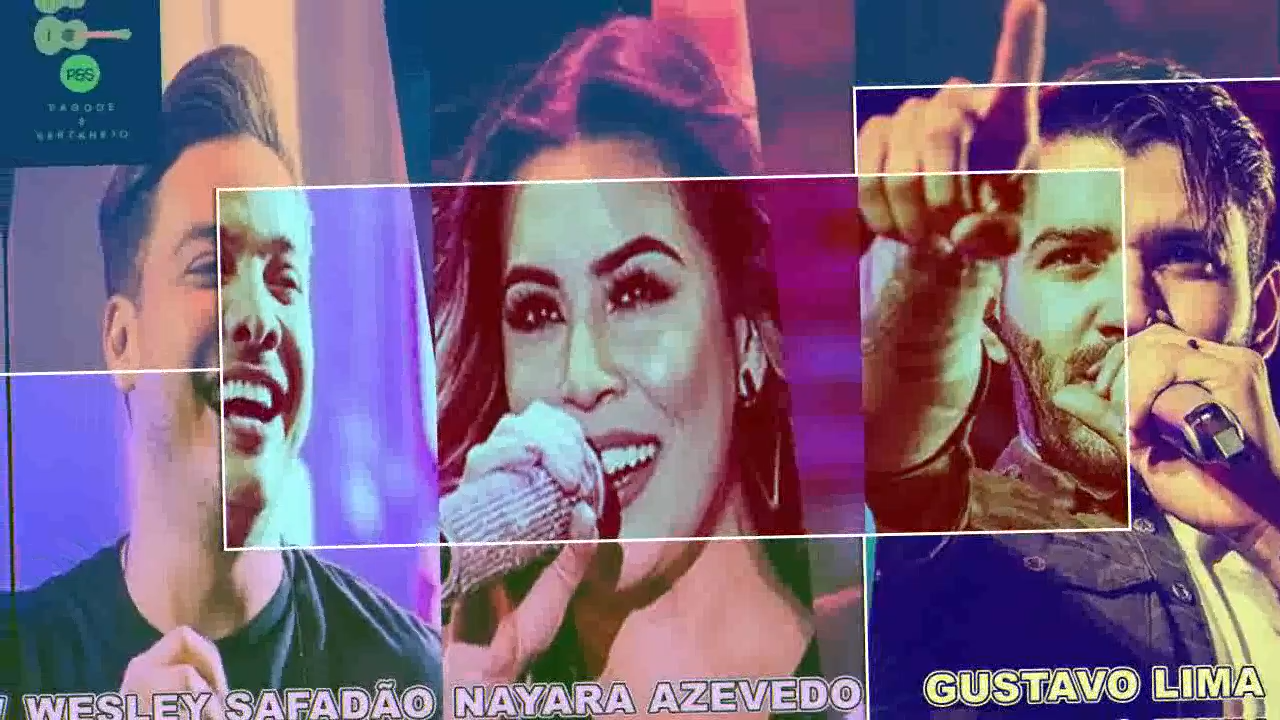 P&S
PAGODE
&
SERTANEJO
WESLEY SAFADÃO
NAYARA AZEVEDO
GUSTAVO LIMA